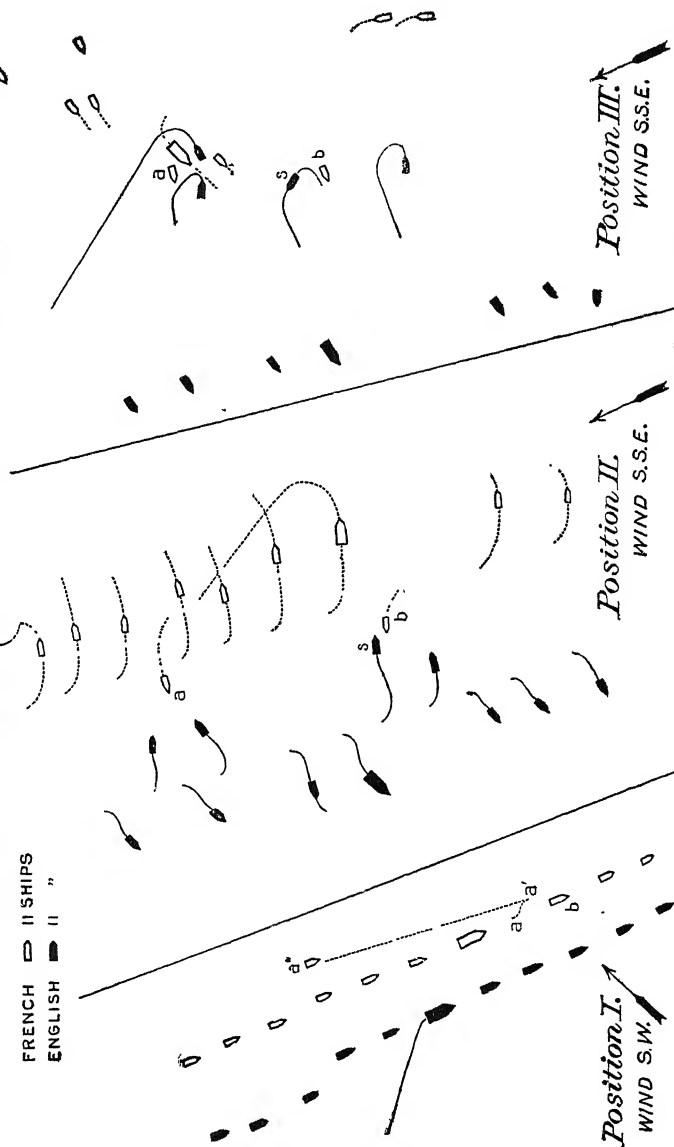 FRENCH 11 SHIPS
ENGLISH 11 "
a"
a
a'
b
Position I.
WIND S.W.
a
s
b
Position II.
WIND S.S.E.
a
s
b
Position III.
WIND S.S.E.